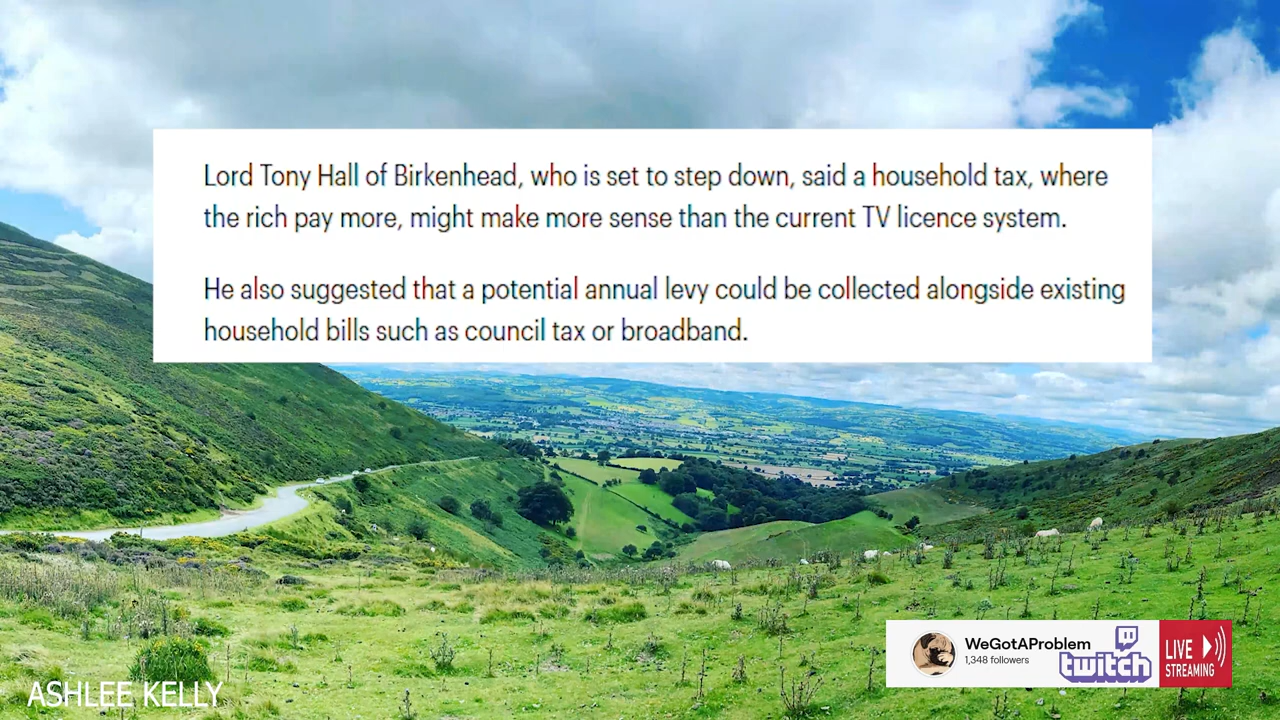 Lord Tony Hall of Birkenhead, who is set to step down, said a household tax, where
the rich pay more, might make more sense than the current TV licence system.
He also suggested that a potential annual levy could be collected alongside existing
household bills such as council tax or broadband.
WeGotAProblem
1,348 followers
twitch
LIVE
STREAMING
ASHLEE KELLY